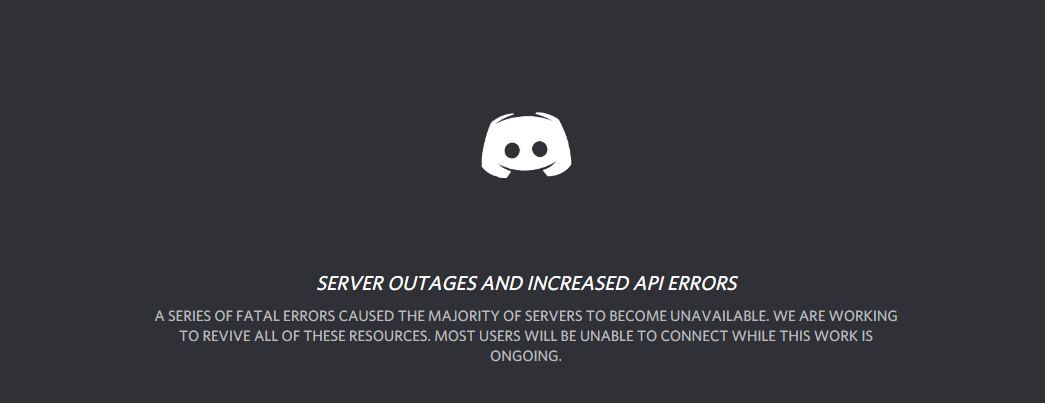 SERVER OUTAGES AND INCREASED API ERRORS
A SERIES OF FATAL ERRORS CAUSED THE MAJORITY OF SERVERS TO BECOME UNAVAILABLE. WE ARE WORKING
TO REVIVE ALL OF THESE RESOURCES. MOST USERS WILL BE UNABLE TO CONNECT WHILE THIS WORK IS
ONGOING.